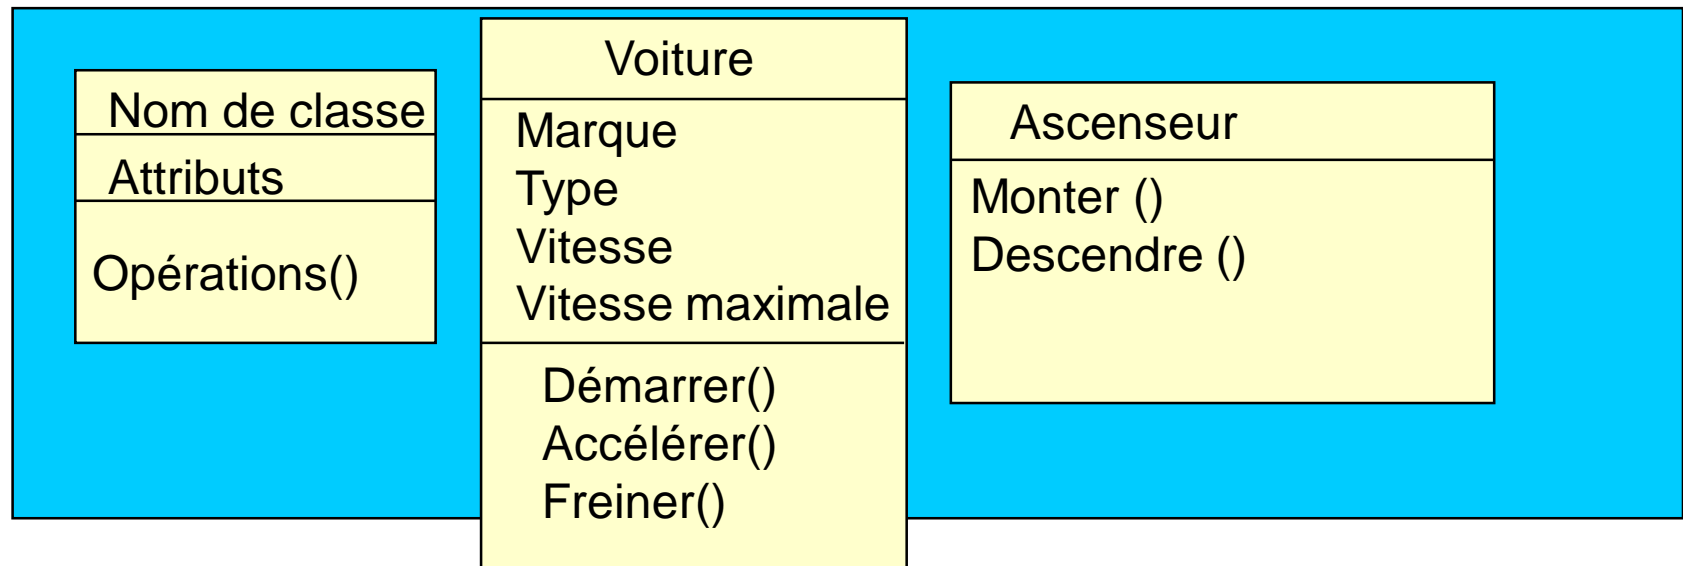 Nom de classe
Attributs
Opérations()
Voiture
Marque
Type
Vitesse
Vitesse maximale
Démarrer()
Accélérer()
Freiner()
Ascenseur
Monter ()
Descendre ()